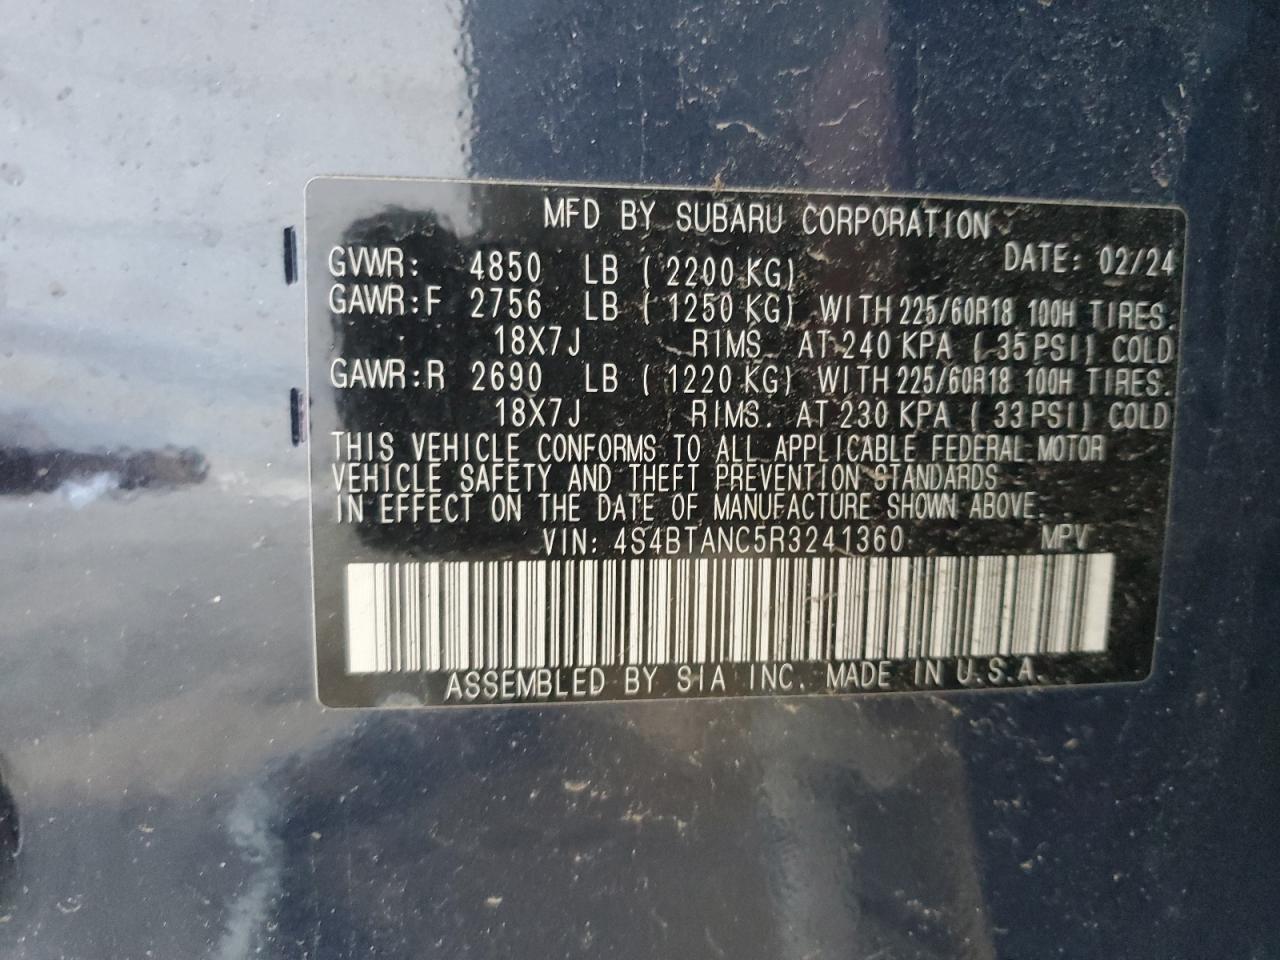 MFD BY SUBARU CORPORATION
DATE: 02/24
GVWR: 4850 LB (2200 KG)
GAWR:F 2756 LB (1250 KG) WITH 225/60R18 100H TIRES.
18X7J RIMS. AT 240 KPA (35PSI) COLD
GAWR:R 2690 LB (1220 KG) WITH 225/60R18 100H TIRES.
18X7J RIMS. AT 230 KPA (33PSI) COLD
THIS VEHICLE CONFORMS TO ALL APPLICABLE FEDERAL MOTOR
VEHICLE SAFETY AND THEFT PREVENTION STANDARDS
IN EFFECT ON THE DATE OF MANUFACTURE SHOWN ABOVE.
VIN: 4S4BTANC5R3241360 MPV
ASSEMBLED BY SIA INC. MADE IN U.S.A.